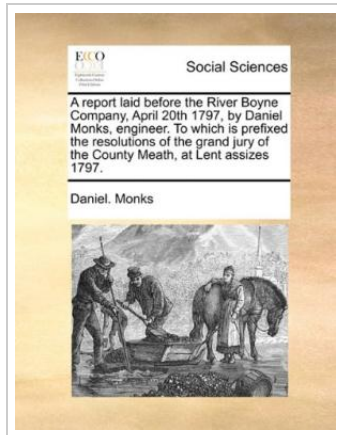 ECCO
Social Sciences
A report laid before the River Boyne
Company, April 20th 1797, by Daniel
Monks, engineer. To which is prefixed
the resolutions of the grand jury of
the County Meath, at Lent assizes
1797.
Daniel. Monks